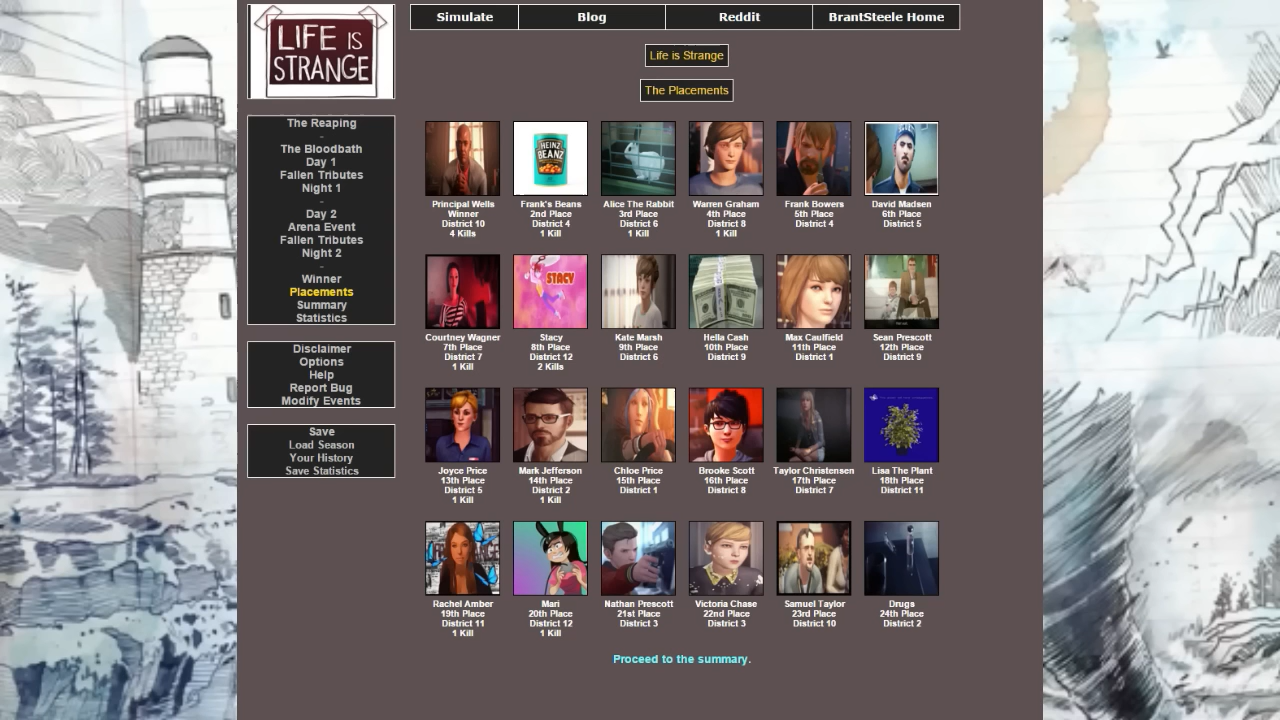 LIFE IS
STRANGE
Simulate
Blog
Reddit
BrantSteele Home
Life is Strange
The Placements
The Reaping
-
The Bloodbath
Day 1
Fallen Tributes
Night 1
-
Day 2
Arena Event
Fallen Tributes
Night 2
-
Winner
Placements
Summary
Statistics
Disclaimer
Options
Help
Report Bug
Modify Events
Save
Load Season
Your History
Save Statistics
Principal Wells
Winner
District 10
4 Kills
HEINZ
BEANZ
Frank's Beans
2nd Place
District 4
1 Kill
Alice The Rabbit
3rd Place
District 6
1 Kill
Warren Graham
4th Place
District 8
1 Kill
Frank Bowers
5th Place
District 4
David Madsen
6th Place
District 5
Courtney Wagner
7th Place
District 7
1 Kill
STACY
Stacy
8th Place
District 12
2 Kills
Kate Marsh
9th Place
District 6
Hella Cash
10th Place
District 9
Max Caulfield
11th Place
District 1
Sean Prescott
12th Place
District 9
Joyce Price
13th Place
District 5
1 Kill
Mark Jefferson
14th Place
District 2
1 Kill
Chloe Price
15th Place
District 1
Brooke Scott
16th Place
District 8
Taylor Christensen
17th Place
District 7
Lisa The Plant
18th Place
District 11
Rachel Amber
19th Place
District 11
1 Kill
Mari
20th Place
District 12
1 Kill
Nathan Prescott
21st Place
District 3
Victoria Chase
22nd Place
District 3
Samuel Taylor
23rd Place
District 10
Drugs
24th Place
District 2
Proceed to the summary.